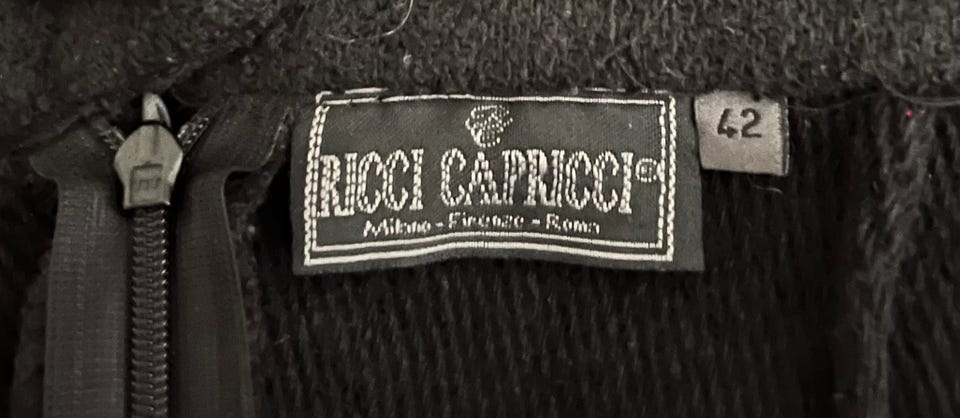 RICCI CAPRICCI©
Milano - Firenze - Roma
42